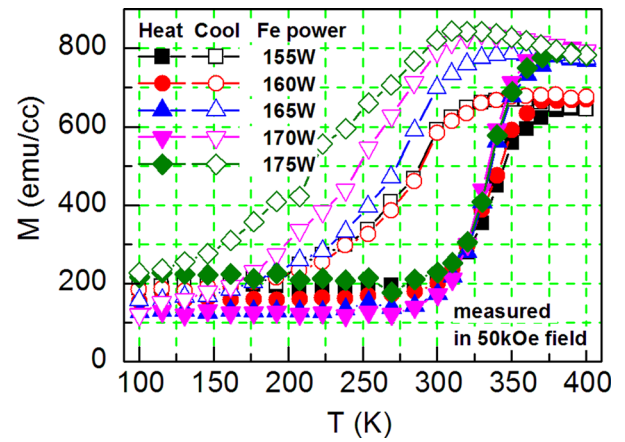 Heat Cool Fe power
155W
160W
165W
170W
175W
800
600
400
200
0
M (emu/cc)
measured
in 50kOe field
100 150 200 250 300 350 400
T (K)